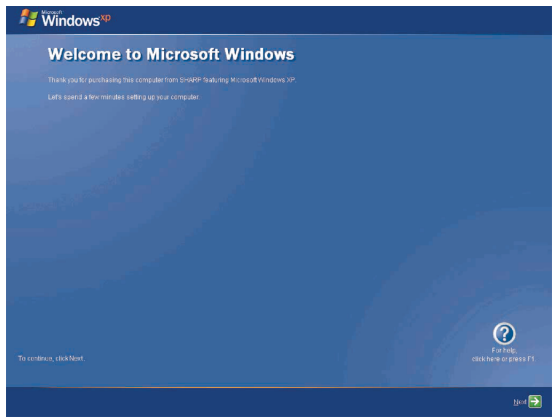 Microsoft
Windows xp
Welcome to Microsoft Windows
Thank you for purchasing this computer from SHARP featuring Microsoft Windows XP.
Let's spend a few minutes setting up your computer.
For help,
click here or press F1.
To continue, click Next.
Next